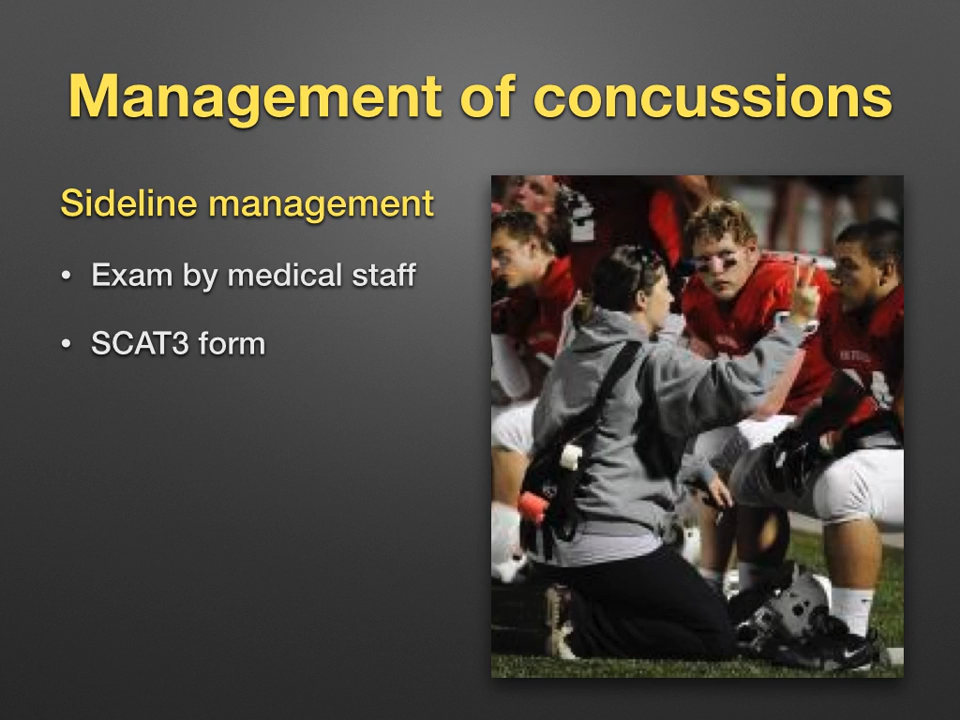 Management of concussions
Sideline management
• Exam by medical staff
• SCAT3 form